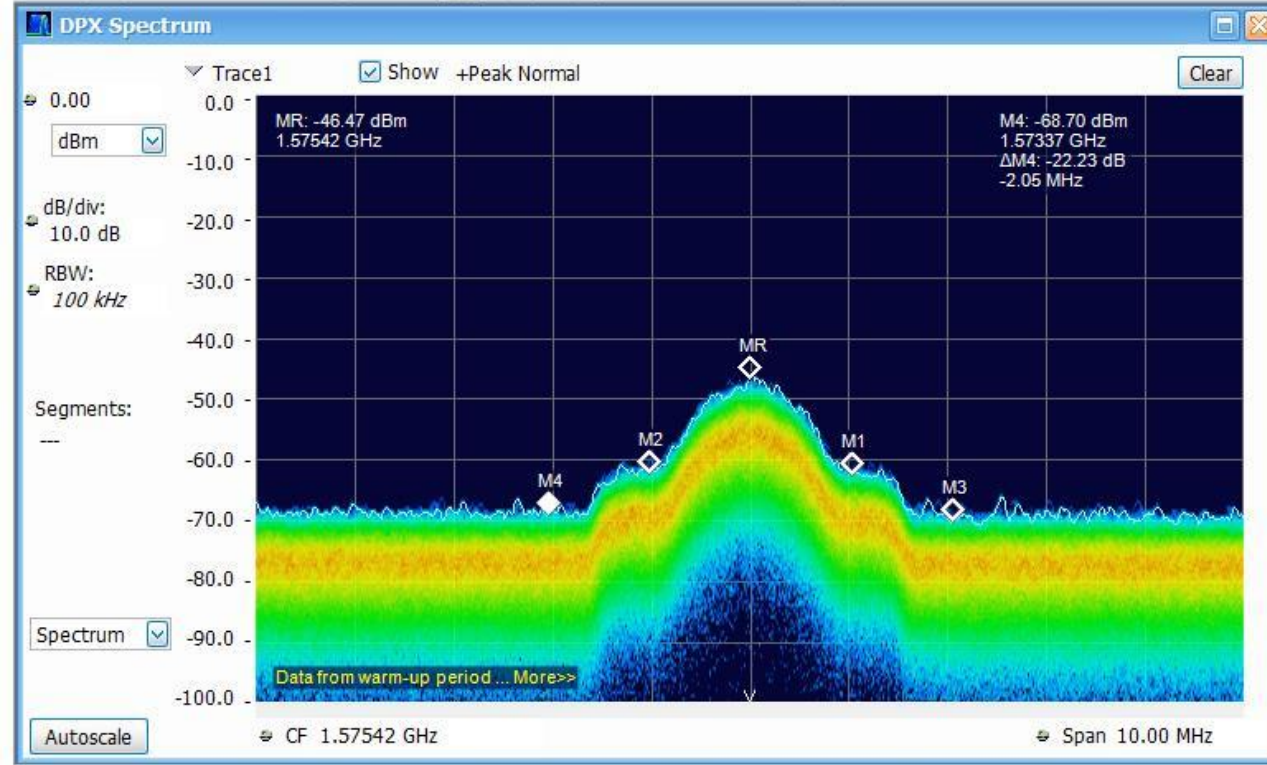 DPX Spectrum
Trace1 Show +Peak Normal Clear
0.00
dBm
dB/div:
10.0 dB
RBW:
100 kHz
Segments:
---
Spectrum
Autoscale
0.0
-10.0
-20.0
-30.0
-40.0
-50.0
-60.0
-70.0
-80.0
-90.0
-100.0
MR: -46.47 dBm
1.57542 GHz
M4: -68.70 dBm
1.57337 GHz
ΔM4: -22.23 dB
-2.05 MHz
MR
M2
M1
M4
M3
Data from warm-up period ... More>>
CF 1.57542 GHz
Span 10.00 MHz